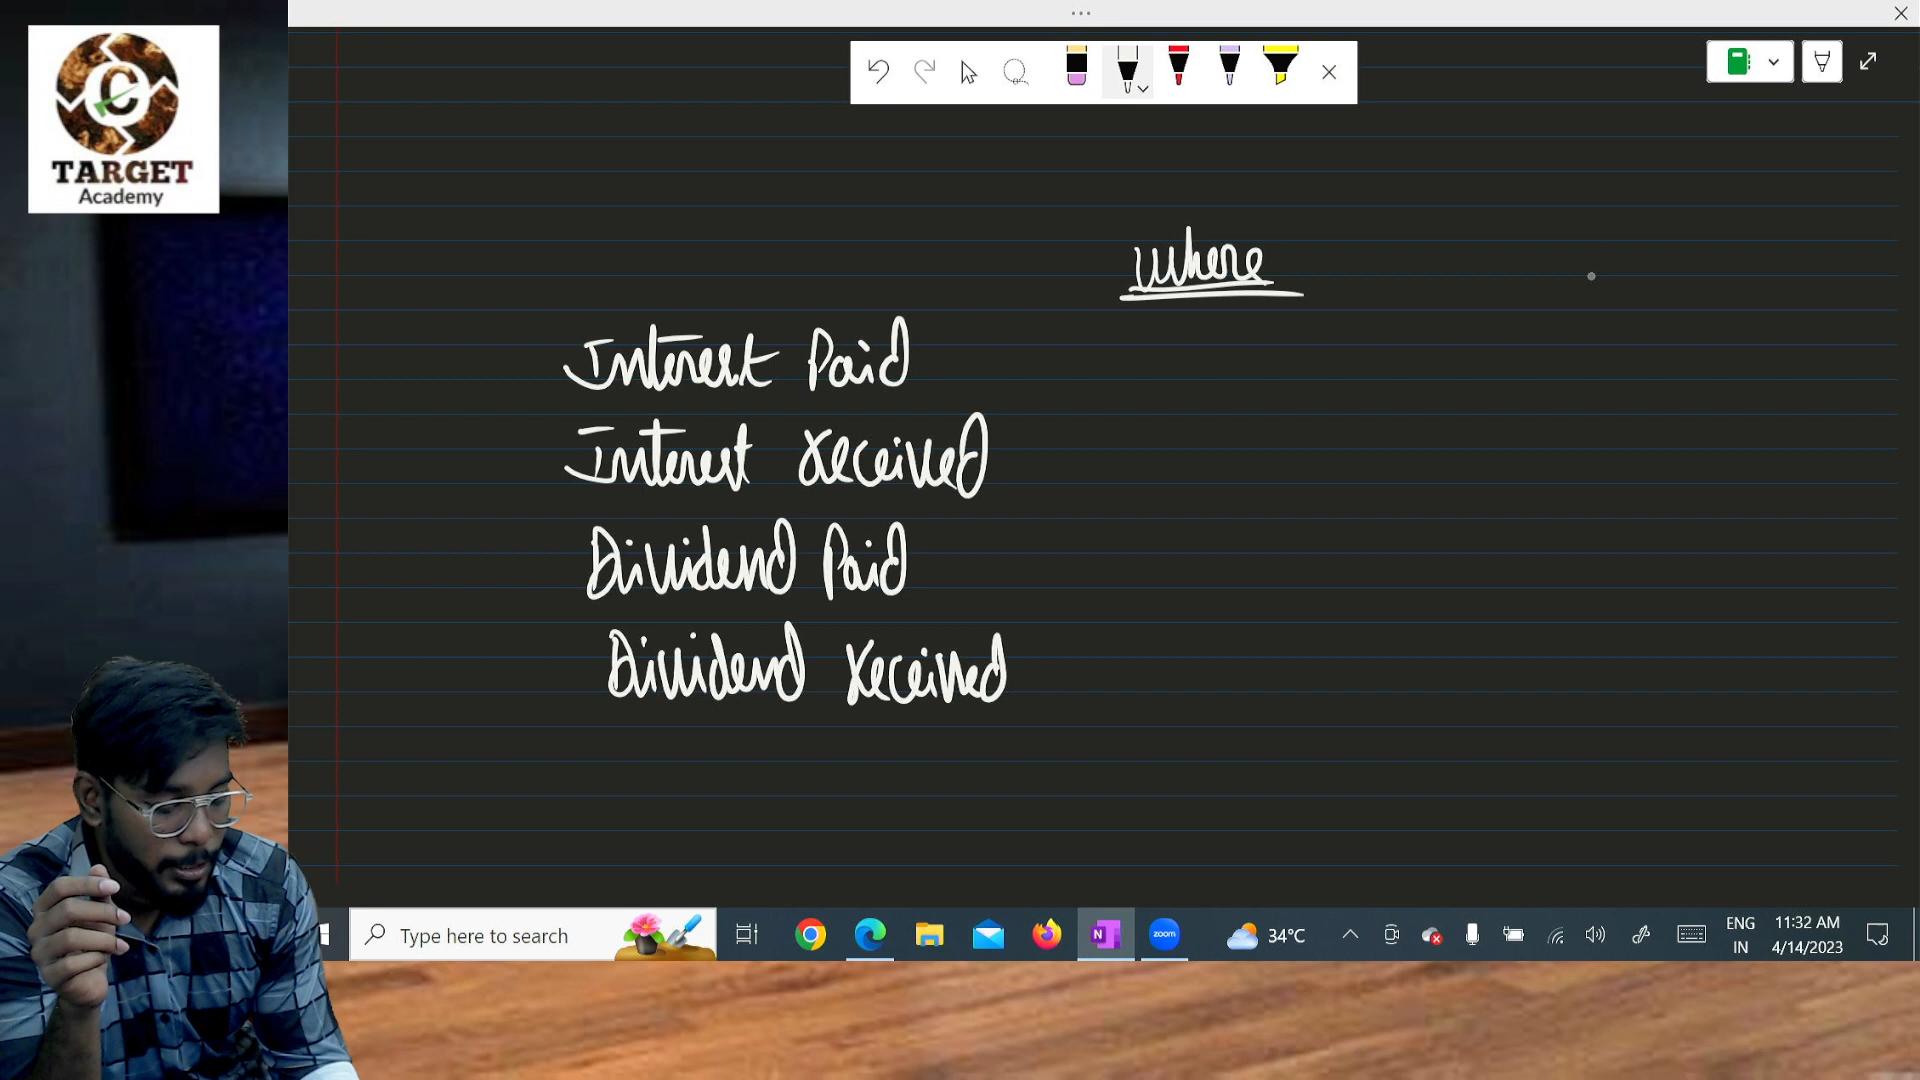 TARGET
Academy
Where
Interest Paid
Interest received
Dividend Paid
Dividend received
Type here to search
zoom
34°C
ENG
IN
11:32 AM
4/14/2023